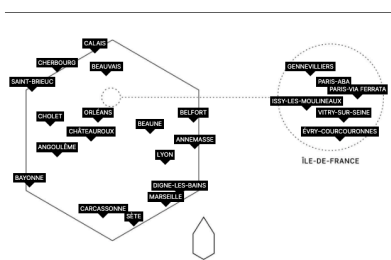 CALAIS
CHERBOURG
BEAUVAIS
SAINT-BRIEUC
CHOLET
ORLÉANS
BELFORT
CHÂTEAUROUX
BEAUNE
ANNEMASSE
ANGOULÊME
LYON
BAYONNE
DIGNE-LES-BAINS
MARSEILLE
CARCASSONNE
SÈTE
GENNEVILLIERS
PARIS-ABA
PARIS-VIA FERRATA
ISSY-LES-MOULINEAUX
VITRY-SUR-SEINE
ÉVRY-COURCOURONNES
ÎLE-DE-FRANCE